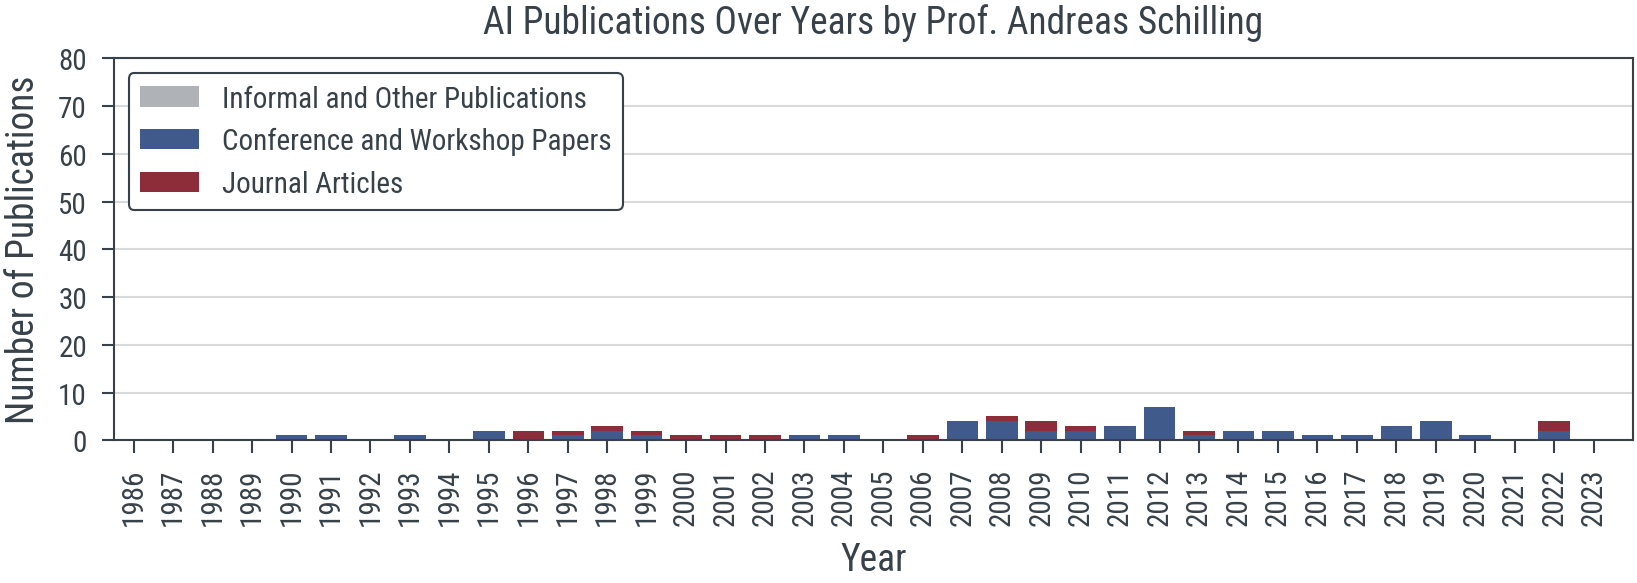 AI Publications Over Years by Prof. Andreas Schilling
Number of Publications
80
70
60
50
40
30
20
10
0
Informal and Other Publications
Conference and Workshop Papers
Journal Articles
1986 1987 1988 1989 1990 1991 1992 1993 1994 1995 1996 1997 1998 1999 2000 2001 2002 2003 2004 2005 2006 2007 2008 2009 2010 2011 2012 2013 2014 2015 2016 2017 2018 2019 2020 2021 2022 2023
Year